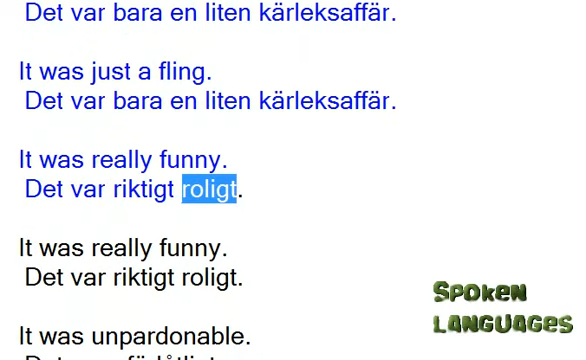 Det var bara en liten kärleksaffär.
It was just a fling.
Det var bara en liten kärleksaffär.
It was really funny.
Det var riktigt roligt.
It was really funny.
Det var riktigt roligt.
Spoken
Languages
It was unpardonable.